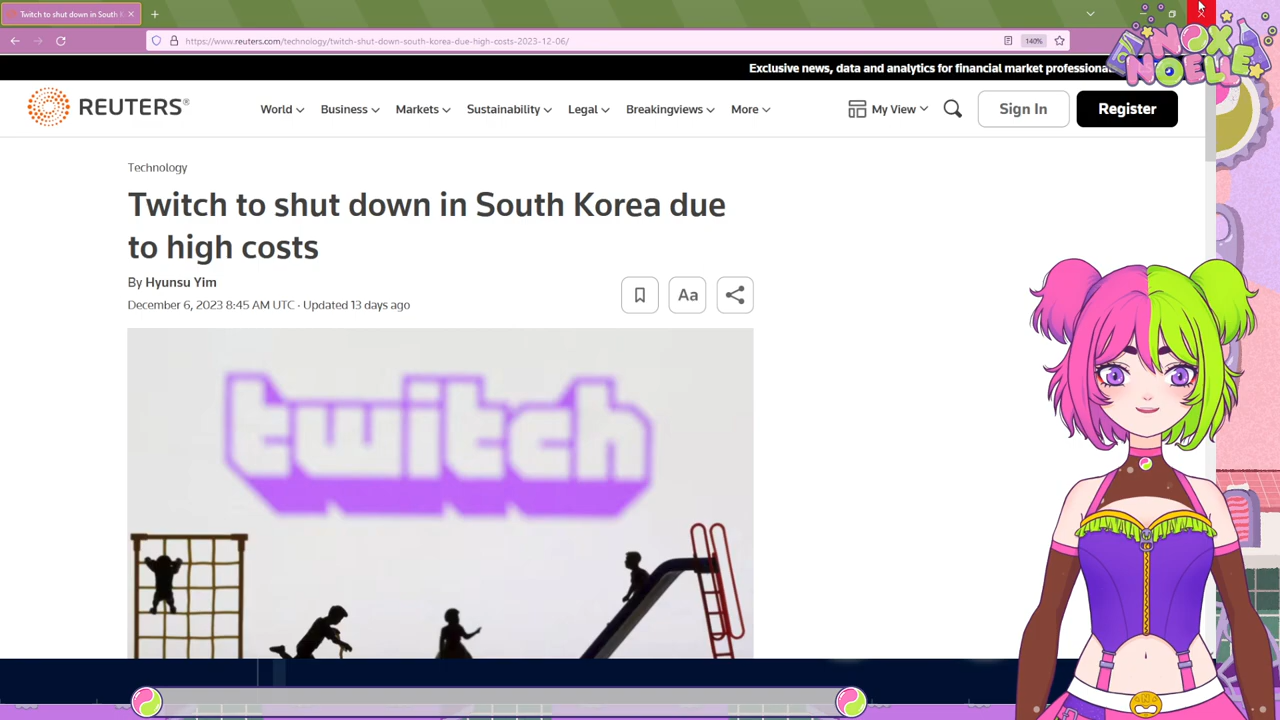 Twitch to shut down in South K
https://www.reuters.com/technology/twitch-shut-down-south-korea-due-high-costs-2023-12-06/
140%
NOX
NOELLE
Exclusive news, data and analytics for financial market professiona
REUTERS®
World
Business
Markets
Sustainability
Legal
Breakingviews
More
My View
Sign In
Register
Technology
Twitch to shut down in South Korea due
to high costs
By Hyunsu Yim
December 6, 2023 8:45 AM UTC · Updated 13 days ago
Aa
twitch